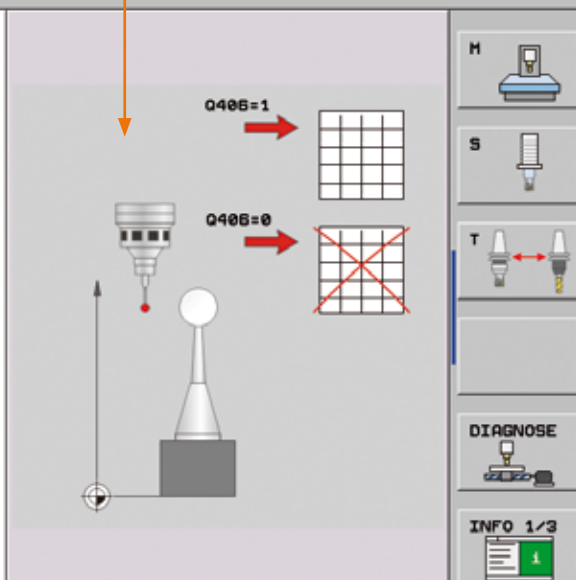 Q406=1
Q406=0
M
S
T
DIAGNOSE
INFO 1/3
i